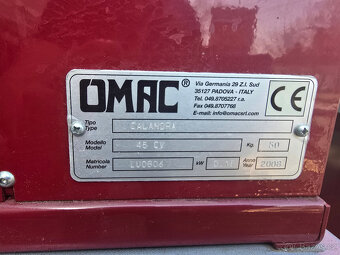 OMAC ®
Via Germania 29 Z.I. Sud
35127 PADOVA - ITALY
Tel. 049.8705227 r.a.
Fax 049.8707768
E-mail: info@omacsrl.com
CE
Tipo
Type CALANDRA
Modello
Model 45 CV Kg. 50
Matricola
Number kW Anno
Year 2008